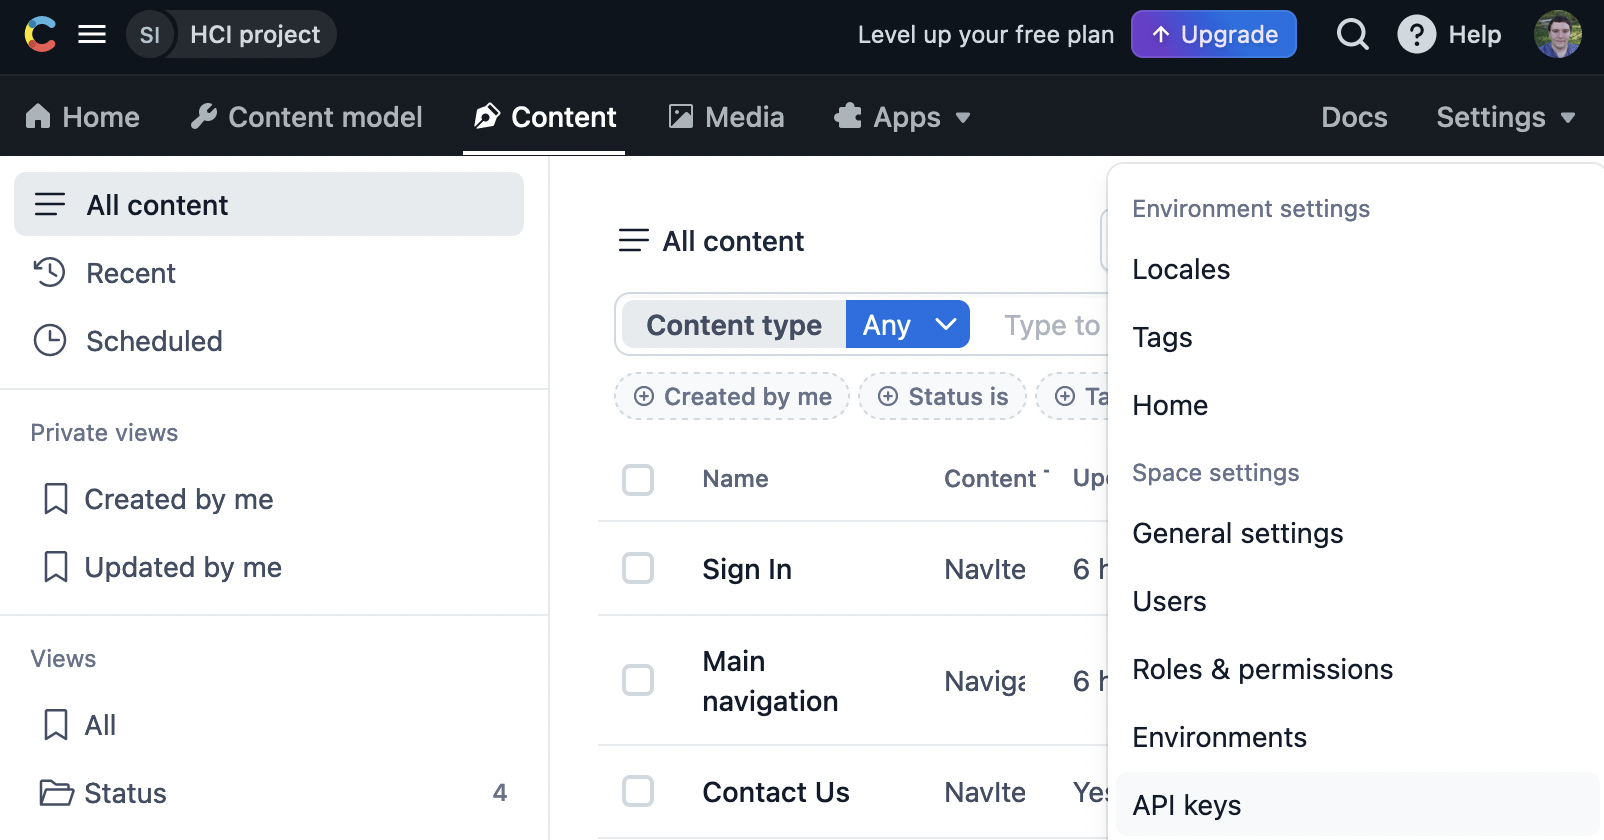 SI HCI project Level up your free plan Upgrade Help
Home Content model Content Media Apps Docs Settings
All content
Recent
Scheduled
Private views
Created by me
Updated by me
Views
All
Status 4
All content
Content type Any Type to
Created by me Status is Ta
Name Content Upd
Sign In NavIte 6 h
Main
navigation Naviga 6 h
Contact Us NavIte Yes
Environment settings
Locales
Tags
Home
Space settings
General settings
Users
Roles & permissions
Environments
API keys